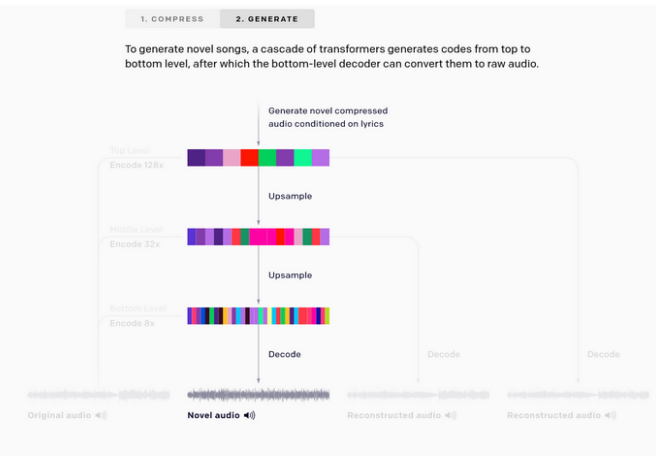 1. COMPRESS
2. GENERATE
To generate novel songs, a cascade of transformers generates codes from top to
bottom level, after which the bottom-level decoder can convert them to raw audio.
Generate novel compressed
audio conditioned on lyrics
Top Level
Encode 128x
Upsample
Middle Level
Encode 32x
Upsample
Bottom Level
Encode 8x
Decode
Decode
Decode
Original audio
Novel audio
Reconstructed audio
Reconstructed audio